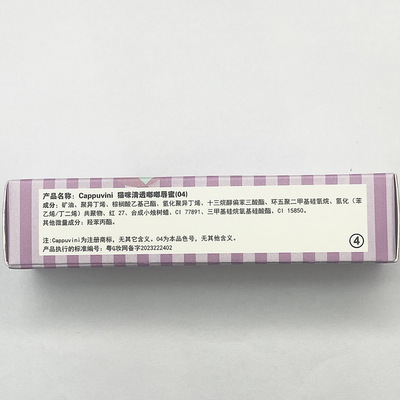 产品名称：Cappuvini 猫咪清透嘟嘟唇蜜(04)
成分：矿油、聚异丁烯、棕榈酸乙基己酯、氢化聚异丁烯、十三烷醇偏苯三酸酯、环五聚二甲基硅氧烷、氢化（苯
乙烯/丁二烯）共聚物、红 27、合成小烛树蜡、CI 77891、三甲基硅烷氧基硅酸酯、CI 15850。
其他微量成分：羟苯丙酯。
注：Cappuvini为注册商标，无其它含义。04为本品色号，无其他含义。
产品执行的标准编号：粤G妆网备字2023222402
④